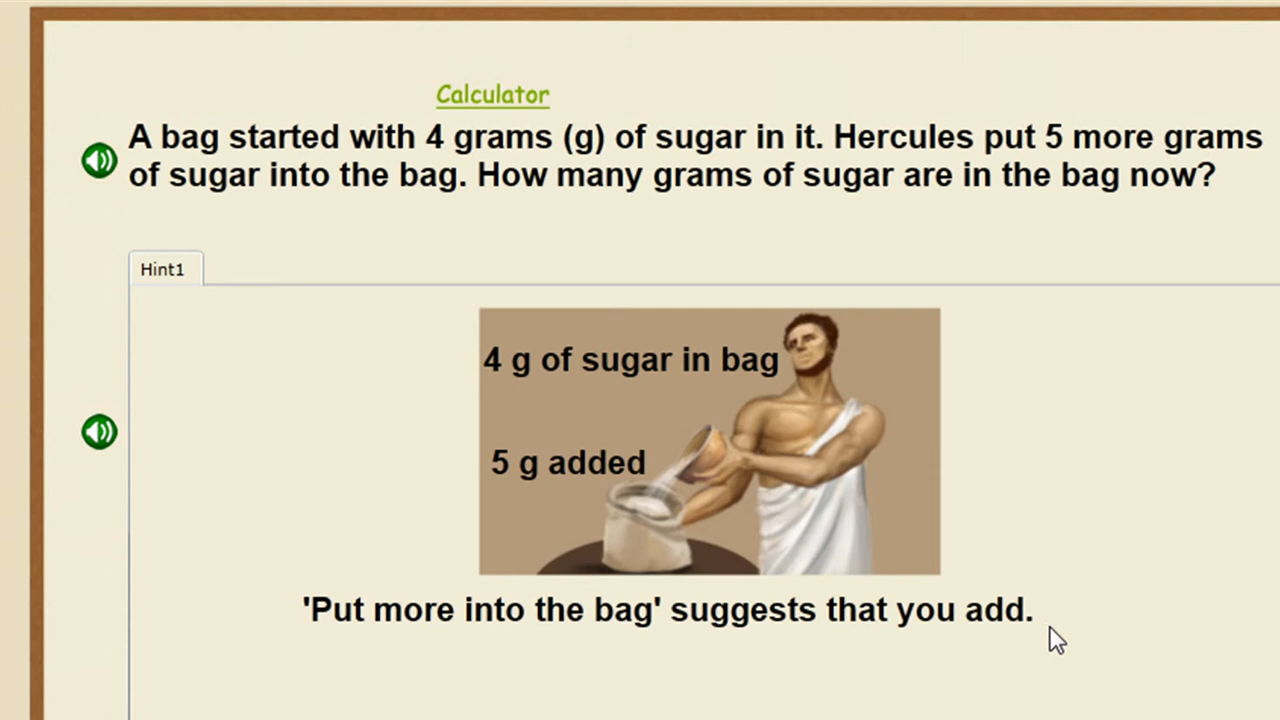 Calculator
A bag started with 4 grams (g) of sugar in it. Hercules put 5 more grams
of sugar into the bag. How many grams of sugar are in the bag now?
Hint1
4 g of sugar in bag
5 g added
'Put more into the bag' suggests that you add.